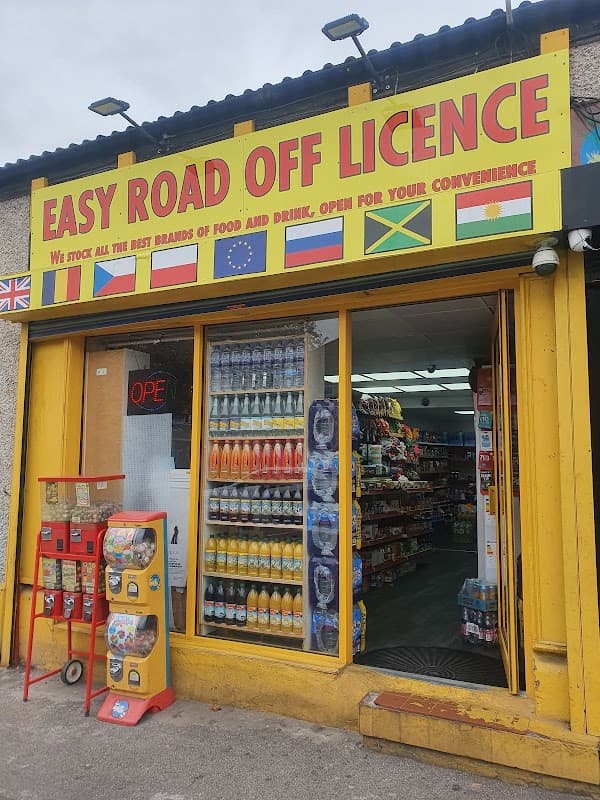 EASY ROAD OFF LICENCE
WE STOCK ALL THE BEST BRANDS OF FOOD AND DRINK, OPEN FOR YOUR CONVENIENCE
OPE